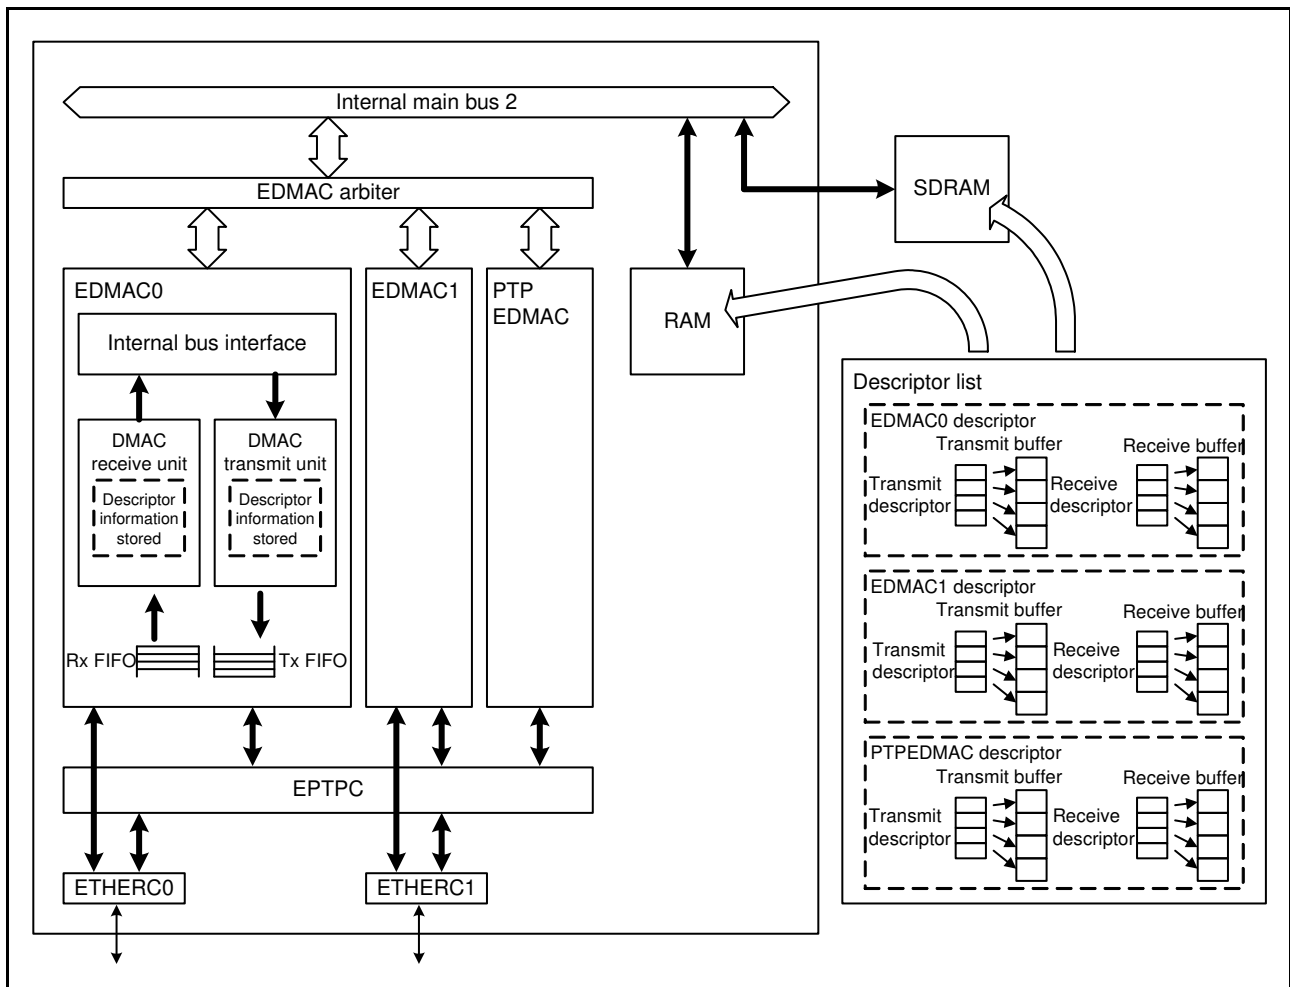 Internal main bus 2
EDMAC arbiter
SDRAM
EDMAC0
EDMAC1
PTP
EDMAC
RAM
Internal bus interface
DMAC
receive unit
Descriptor
information
stored
DMAC
transmit unit
Descriptor
information
stored
Rx FIFO
Tx FIFO
EPTPC
ETHERC0
ETHERC1
Descriptor list
EDMAC0 descriptor
Transmit buffer
Receive buffer
Transmit
descriptor
Receive
descriptor
EDMAC1 descriptor
Transmit buffer
Receive buffer
Transmit
descriptor
Receive
descriptor
PTPEDMAC descriptor
Transmit buffer
Receive buffer
Transmit
descriptor
Receive
descriptor